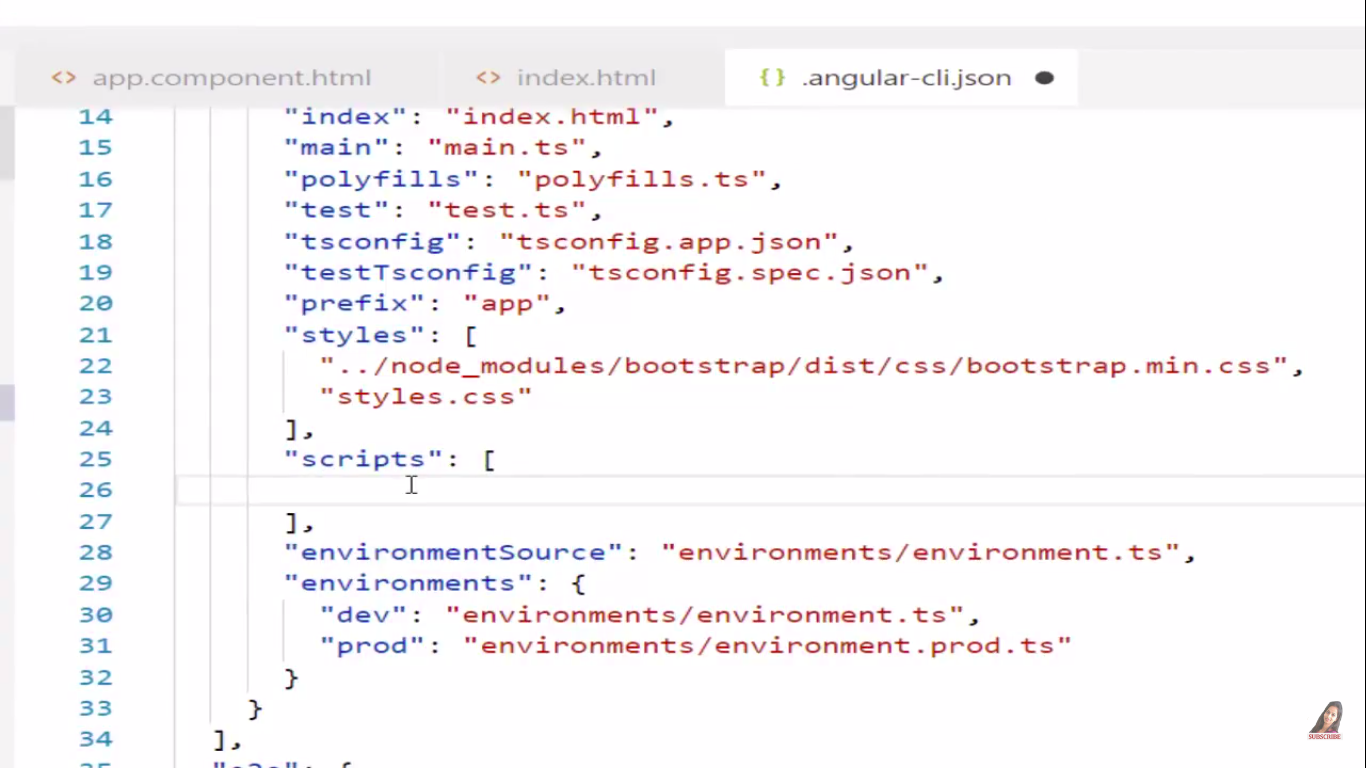 <> app.component.html <> index.html {} .angular-cli.json ●
14 "index": "index.html",
15 "main": "main.ts",
16 "polyfills": "polyfills.ts",
17 "test": "test.ts",
18 "tsconfig": "tsconfig.app.json",
19 "testTsconfig": "tsconfig.spec.json",
20 "prefix": "app",
21 "styles": [
22 "../node_modules/bootstrap/dist/css/bootstrap.min.css",
23 "styles.css"
24 ],
25 "scripts": [
26
27 ],
28 "environmentSource": "environments/environment.ts",
29 "environments": {
30 "dev": "environments/environment.ts",
31 "prod": "environments/environment.prod.ts"
32 }
33 }
34 ],
SUBSCRIBE